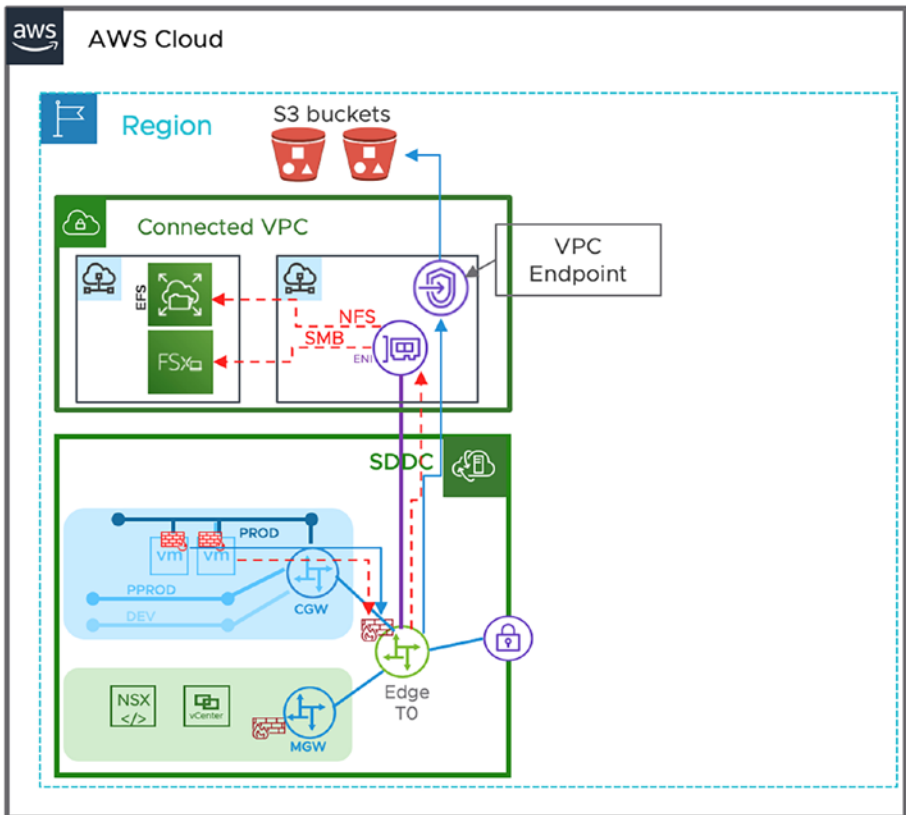 aws
AWS Cloud
Region
S3 buckets
Connected VPC
VPC
Endpoint
EFS
NFS
SMB
FSx
ENI
SDDC
PROD
vm
vm
PPROD
CGW
DEV
Edge
T0
NSX
</>
vCenter
MGW